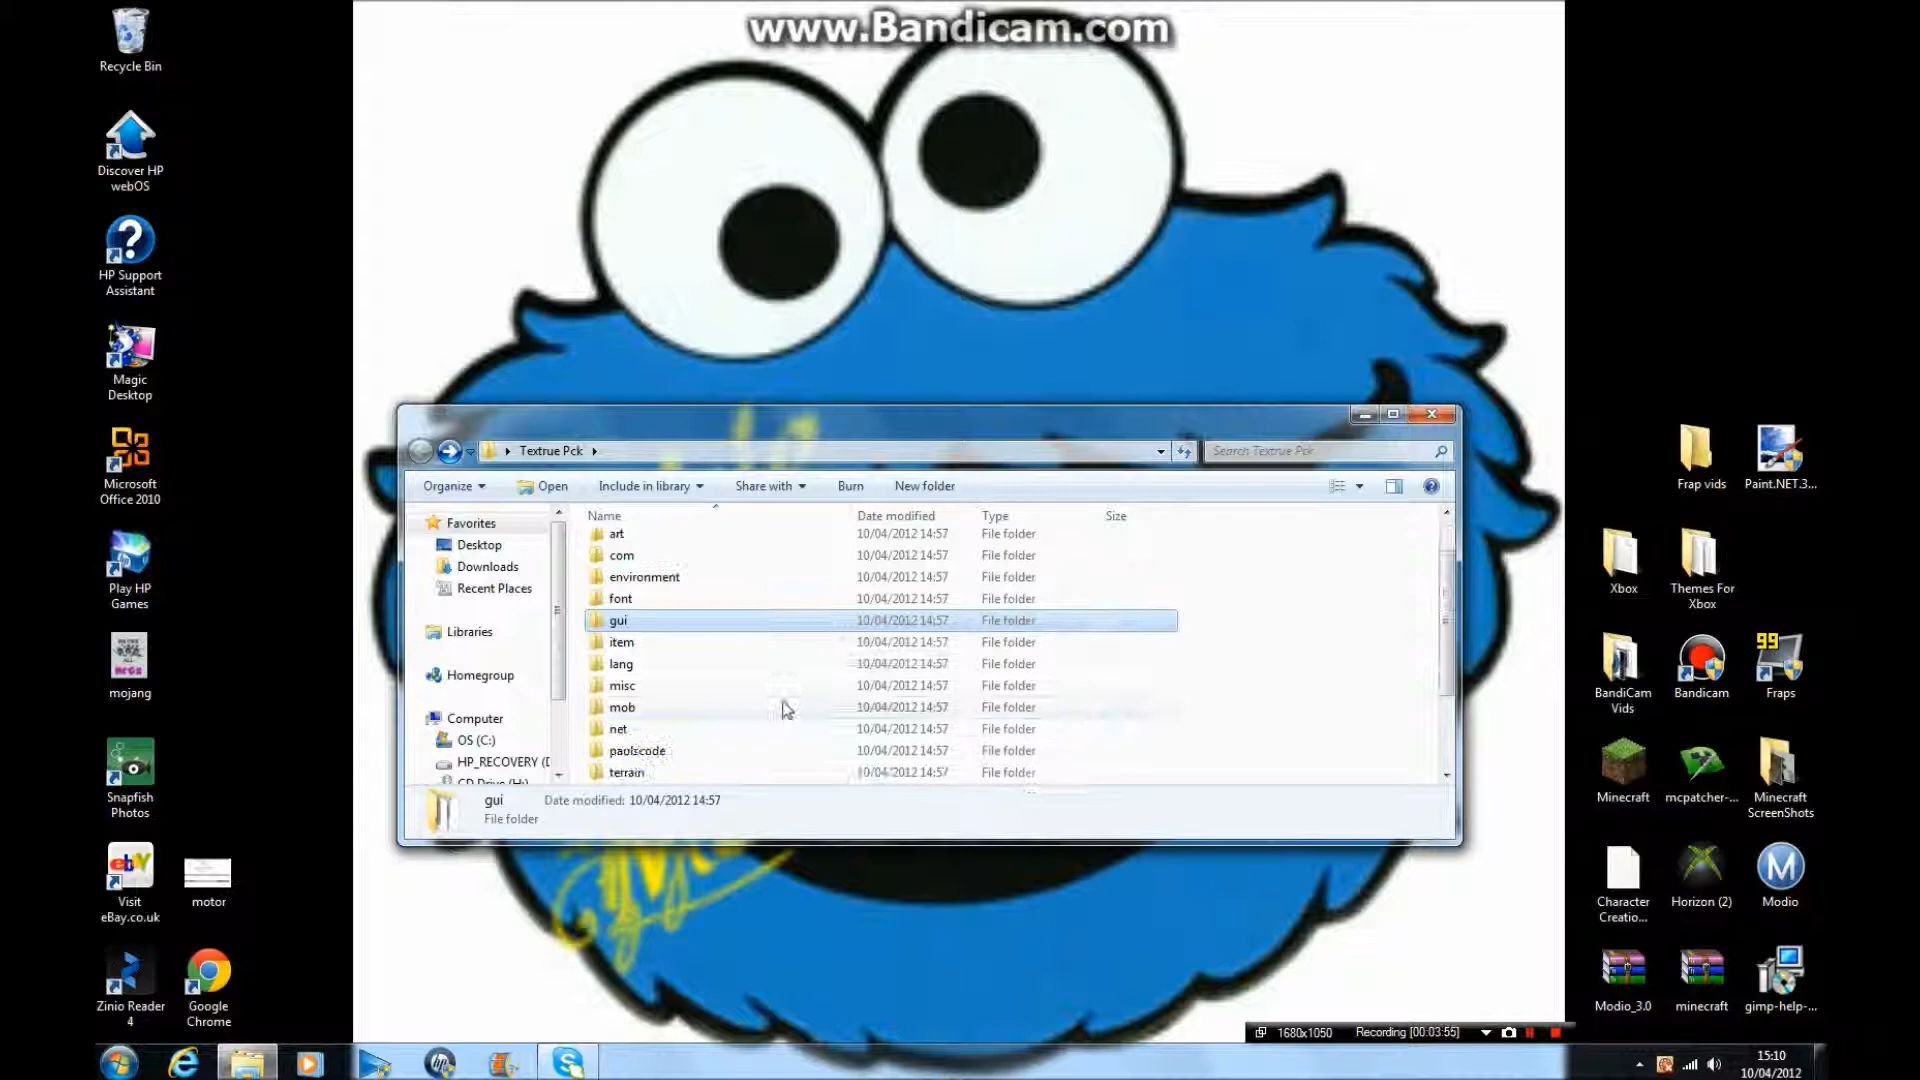 www.Bandicam.com
Recycle Bin
Discover HP
webOS
HP Support
Assistant
Magic
Desktop
Microsoft
Office 2010
Play HP
Games
mojang
Snapfish
Photos
Visit
eBay.co.uk
motor
Zinio Reader
4
Google
Chrome
Textrue Pck
Search Textrue Pck
Organize
Open
Include in library
Share with
Burn
New folder
Favorites
Desktop
Downloads
Recent Places
Libraries
Homegroup
Computer
OS (C:)
HP_RECOVERY (D
CD Drive (H:)
Name Date modified Type Size
art 10/04/2012 14:57 File folder
com 10/04/2012 14:57 File folder
environment 10/04/2012 14:57 File folder
font 10/04/2012 14:57 File folder
gui 10/04/2012 14:57 File folder
item 10/04/2012 14:57 File folder
lang 10/04/2012 14:57 File folder
misc 10/04/2012 14:57 File folder
mob 10/04/2012 14:57 File folder
net 10/04/2012 14:57 File folder
paulscode 10/04/2012 14:57 File folder
terrain 10/04/2012 14:57 File folder
gui Date modified: 10/04/2012 14:57
File folder
Frap vids
Paint.NET.3...
Xbox
Themes For
Xbox
BandiCam
Vids
Bandicam
99
Fraps
Minecraft
mcpatcher-...
Minecraft
ScreenShots
Character
Creatio...
Horizon (2)
M
Modio
Modio_3.0
minecraft
gimp-help-...
1680x1050 Recording [00:03:55]
15:10
10/04/2012